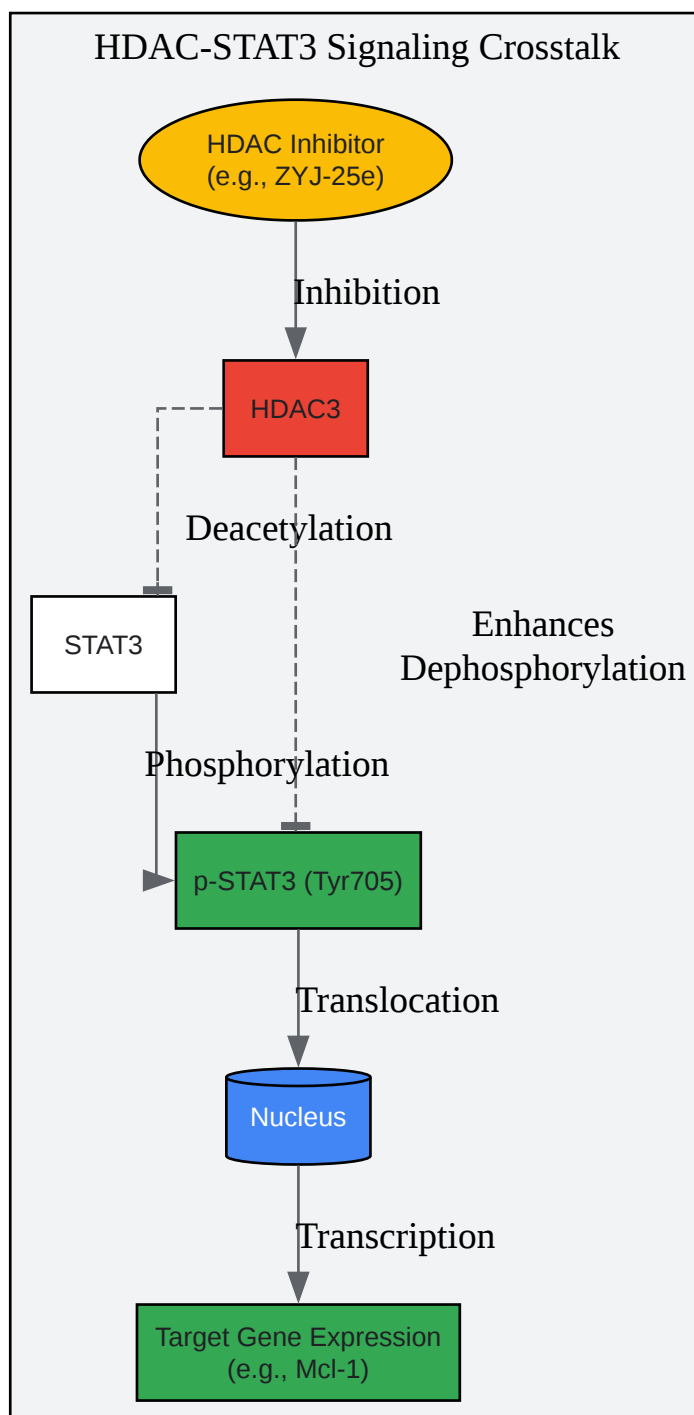 HDAC-STAT3 Signaling Crosstalk
HDAC Inhibitor
(e.g., ZYJ-25e)
Inhibition
HDAC3
Deacetylation
STAT3
Enhances
Dephosphorylation
Phosphorylation
p-STAT3 (Tyr705)
Translocation
Nucleus
Transcription
Target Gene Expression
(e.g., Mcl-1)